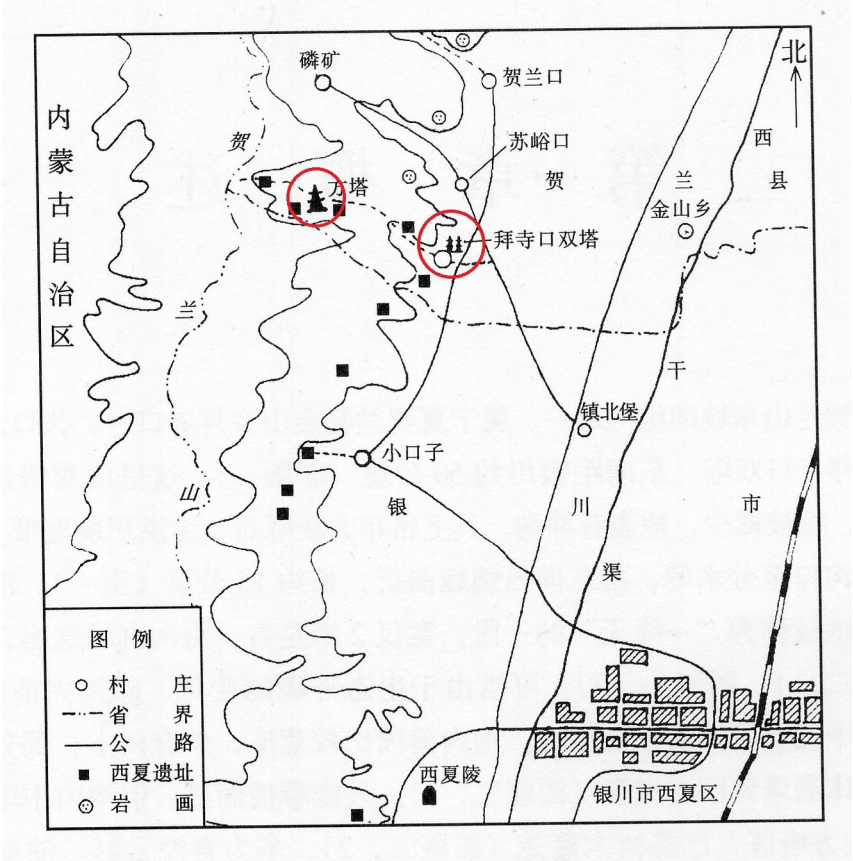 北
磷矿
贺兰口
内蒙古自治区
贺
苏峪口
西
县
贺
兰
金山乡
方塔
拜寺口双塔
兰
干
镇北堡
小口子
山
银
川
市
渠
图例
村庄
省界
公路
西夏遗址
岩画
西夏陵
银川市西夏区